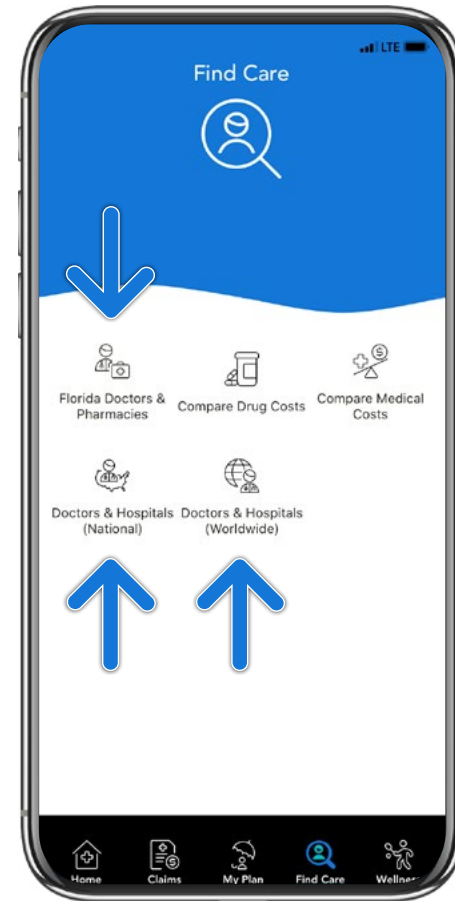 LTE
Find Care
Florida Doctors &
Pharmacies
Compare Drug Costs
Compare Medical
Costs
Doctors & Hospitals
(National)
Doctors & Hospitals
(Worldwide)
Home
Claims
My Plan
Find Care
Wellness